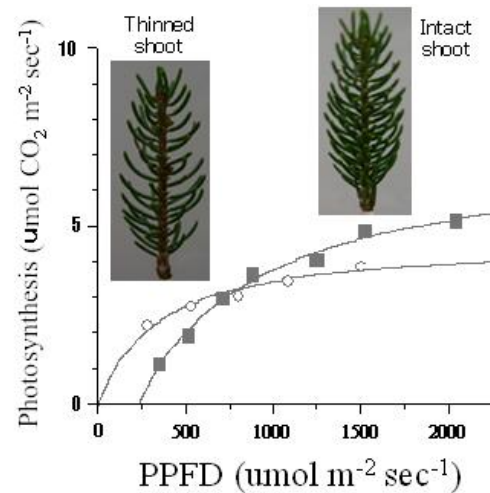 Thinned
shoot
Intact
shoot
Photosynthesis (umol CO₂ m⁻² sec⁻¹)
10
5
0
0 500 1000 1500 2000
PPFD (umol m⁻² sec⁻¹)